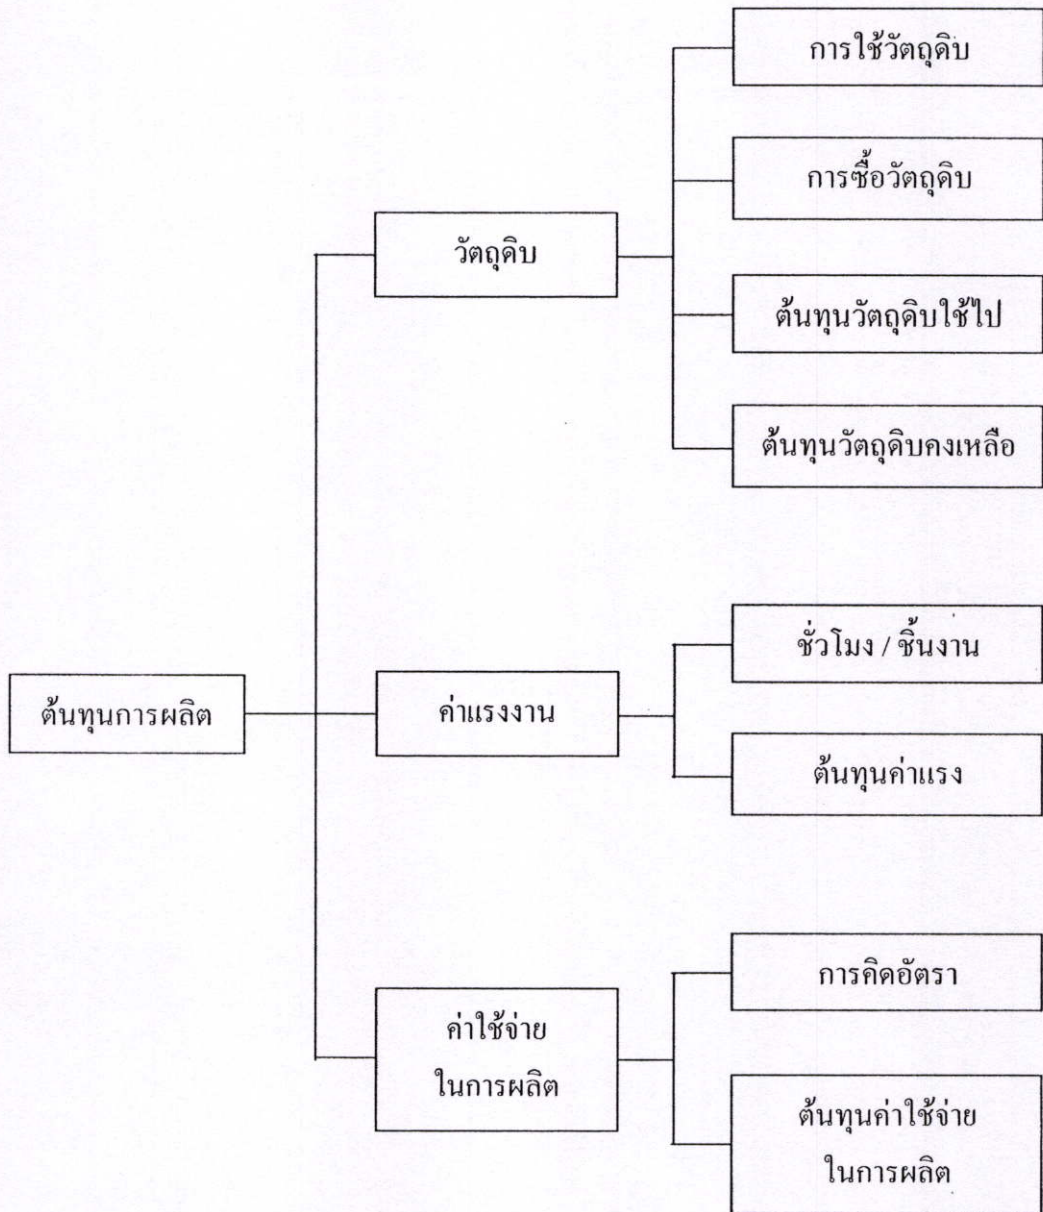 การใช้วัตถุดิบ
การซื้อวัตถุดิบ
วัตถุดิบ
ต้นทุนวัตถุดิบใช้ไป
ต้นทุนวัตถุดิบคงเหลือ
ชั่วโมง / ชิ้นงาน
ต้นทุนการผลิต
ค่าแรงงาน
ต้นทุนค่าแรง
การคิดอัตรา
ค่าใช้จ่าย
ในการผลิต
ต้นทุนค่าใช้จ่าย
ในการผลิต